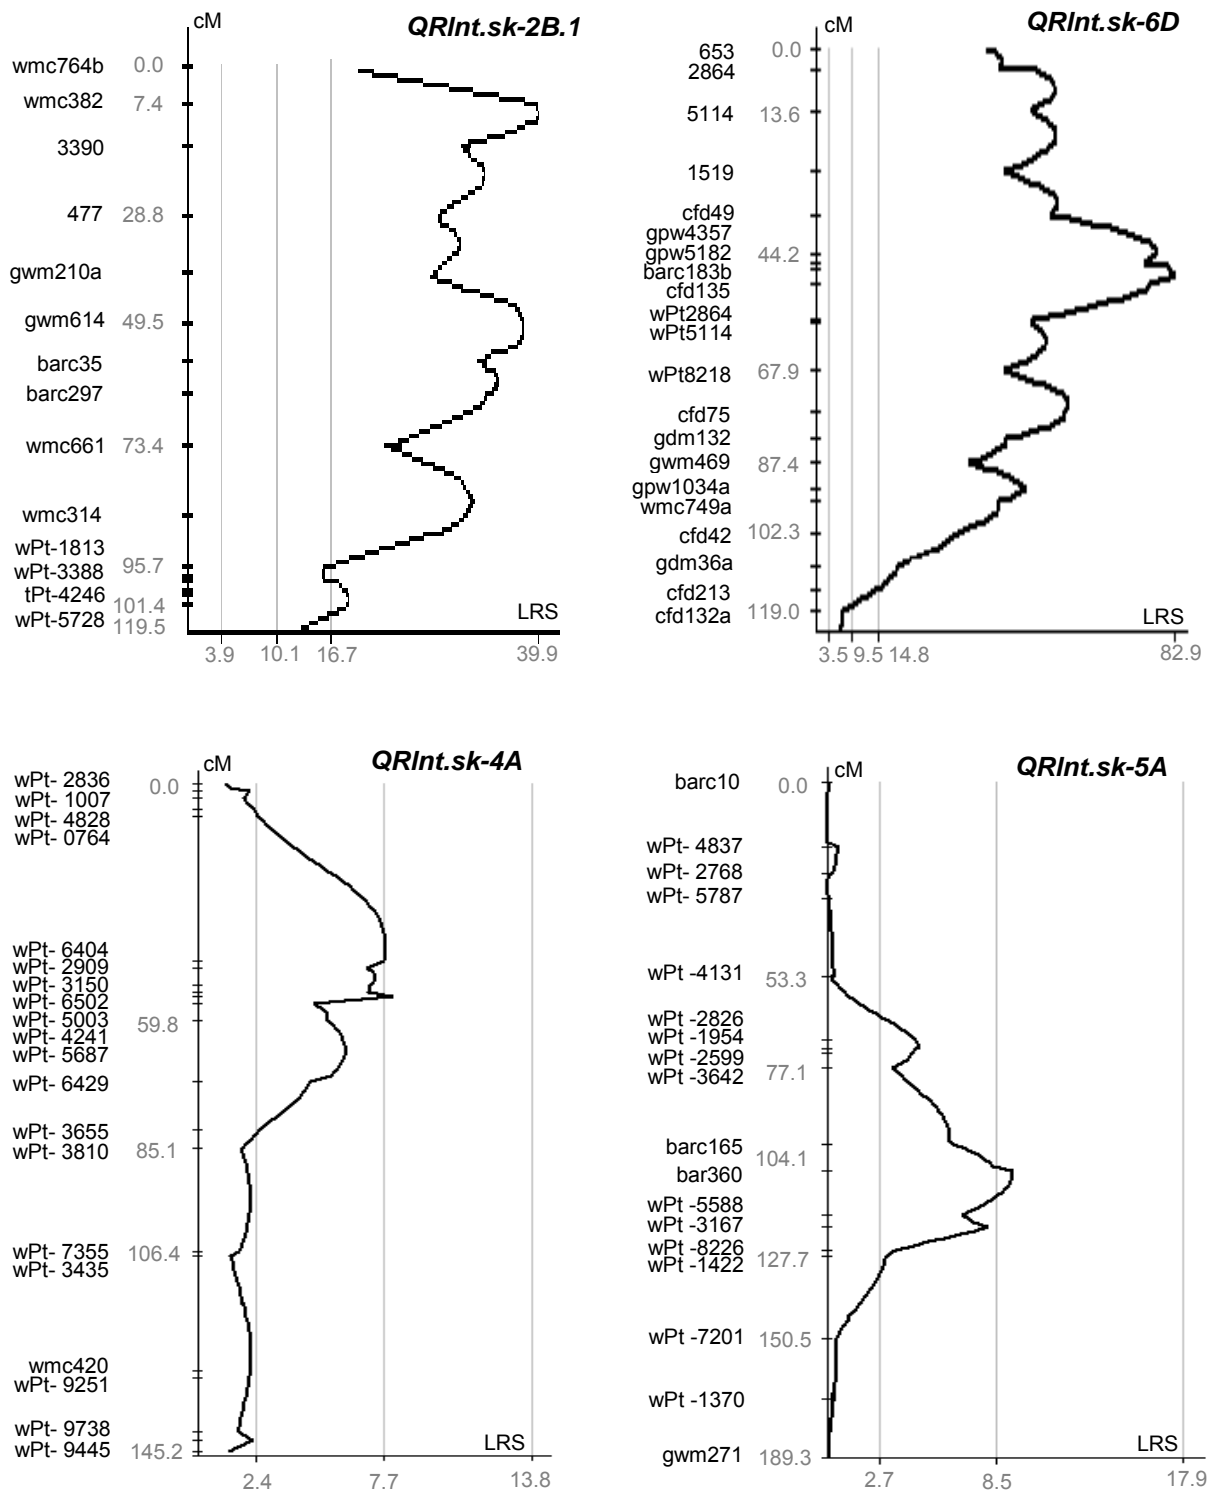 cM
QRInt.sk-2B.1
wmc764b 0.0
wmc382 7.4
3390
477 28.8
gwm210a
gwm614 49.5
barc35
barc297
wmc661 73.4
wmc314
wPt-1813
95.7
wPt-3388
tPt-4246
101.4
wPt-5728
119.5
LRS
3.9 10.1 16.7 39.9
cM
QRInt.sk-6D
653 0.0
2864
5114 13.6
1519
cfd49
gpw4357
gpw5182 44.2
barc183b
cfd135
wPt2864
wPt5114
wPt8218 67.9
cfd75
gdm132
gwm469 87.4
gpw1034a
wmc749a
cfd42 102.3
gdm36a
cfd213
cfd132a 119.0
LRS
3.5 9.5 14.8 82.9
cM
QRInt.sk-4A
wPt- 2836 0.0
wPt- 1007
wPt- 4828
wPt- 0764
wPt- 6404
wPt- 2909
wPt- 3150
wPt- 6502
wPt- 5003 59.8
wPt- 4241
wPt- 5687
wPt- 6429
wPt- 3655
wPt- 3810 85.1
wPt- 7355 106.4
wPt- 3435
wmc420
wPt- 9251
wPt- 9738
wPt- 9445 145.2
LRS
2.4 7.7 13.8
cM
QRInt.sk-5A
barc10 0.0
wPt- 4837
wPt- 2768
wPt- 5787
wPt -4131 53.3
wPt -2826
wPt -1954
wPt -2599
wPt -3642 77.1
barc165
104.1
bar360
wPt -5588
wPt -3167
wPt -8226
wPt -1422 127.7
wPt -7201 150.5
wPt -1370
gwm271 189.3
LRS
2.7 8.5 17.9